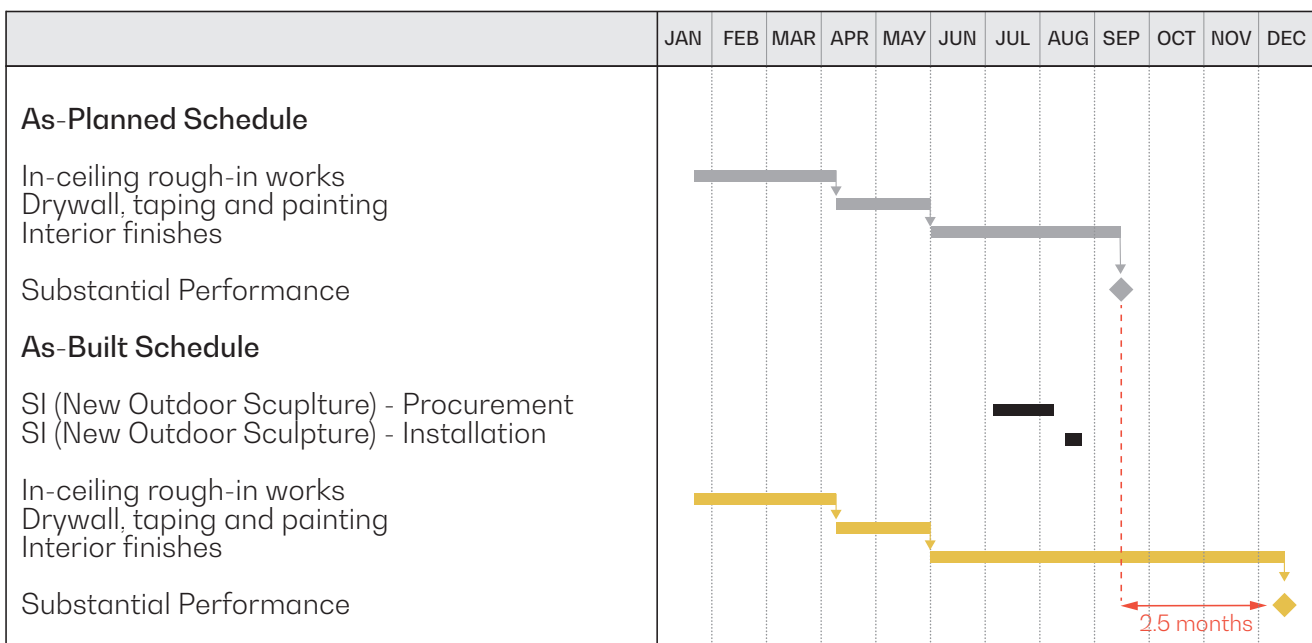 JAN FEB MAR APR MAY JUN JUL AUG SEP OCT NOV DEC
As-Planned Schedule
In-ceiling rough-in works
Drywall, taping and painting
Interior finishes
Substantial Performance
As-Built Schedule
SI (New Outdoor Scuplture) - Procurement
SI (New Outdoor Sculpture) - Installation
In-ceiling rough-in works
Drywall, taping and painting
Interior finishes
Substantial Performance
2.5 months